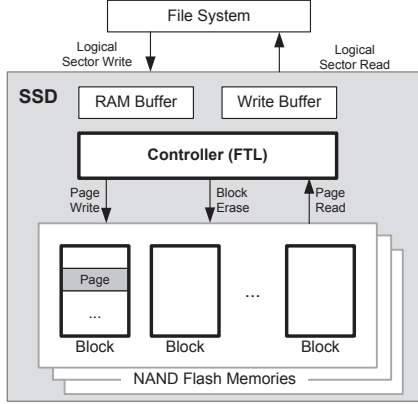 File System
Logical
Sector Write
Logical
Sector Read
SSD
RAM Buffer
Write Buffer
Controller (FTL)
Page
Write
Block
Erase
Page
Read
Page
...
...
Block
Block
Block
NAND Flash Memories